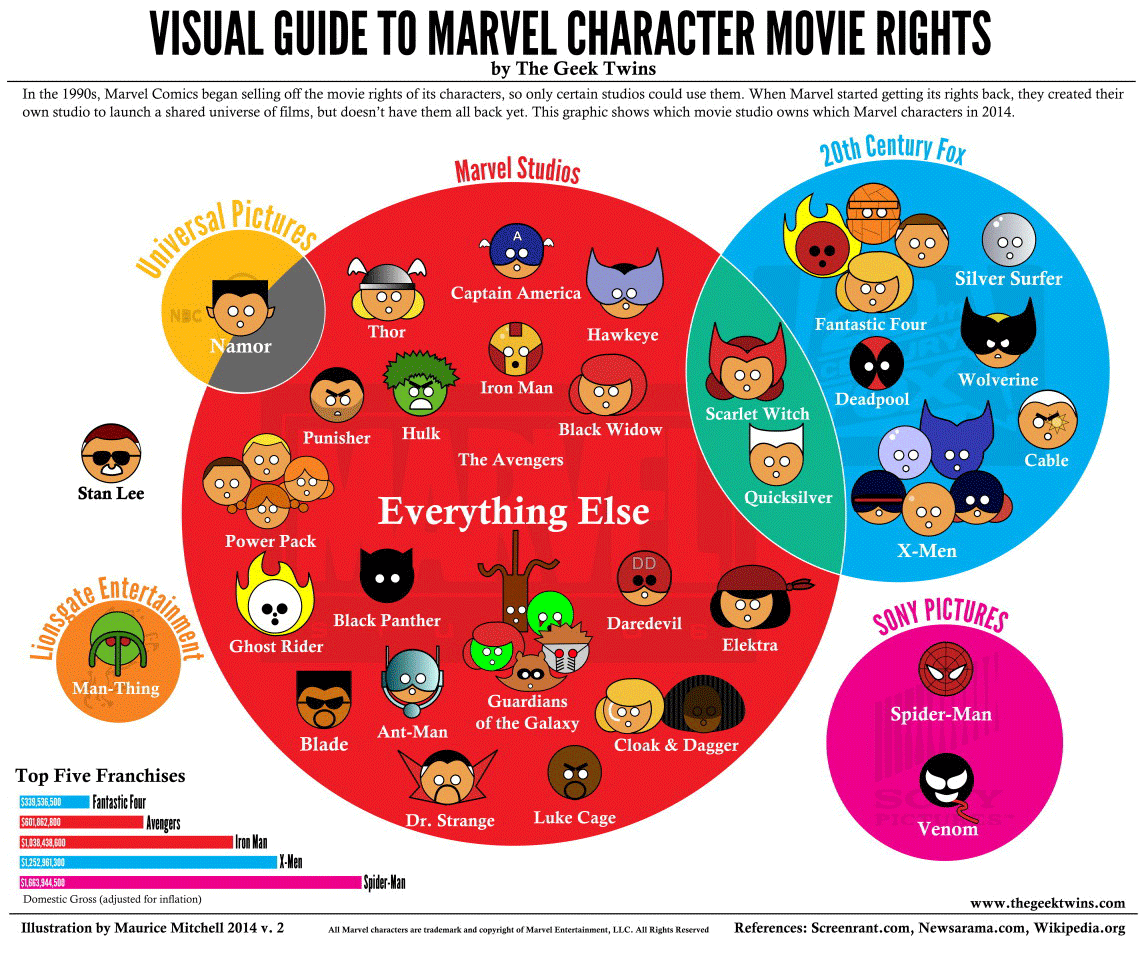 VISUAL GUIDE TO MARVEL CHARACTER MOVIE RIGHTS
by The Geek Twins
In the 1990s, Marvel Comics began selling off the movie rights of its characters, so only certain studios could use them. When Marvel started getting its rights back, they created their
own studio to launch a shared universe of films, but doesn't have them all back yet. This graphic shows which movie studio owns which Marvel characters in 2014.
Universal Pictures
NBC
Namor
Marvel Studios
Thor
A
Captain America
Hawkeye
Punisher
Hulk
Iron Man
Black Widow
The Avengers
MARVEL
Everything Else
Power Pack
Ghost Rider
Black Panther
DD
Daredevil
Elektra
Blade
Ant-Man
Guardians
of the Galaxy
Cloak & Dagger
Dr. Strange
Luke Cage
Scarlet Witch
Quicksilver
20th Century Fox
Fantastic Four
Silver Surfer
Deadpool
Wolverine
Cable
X-Men
Stan Lee
Lionsgate Entertainment
Man-Thing
SONY PICTURES
Spider-Man
SONY
PICTURES
Venom
Top Five Franchises
$339,536,500 Fantastic Four
$601,862,800 Avengers
$1,038,438,600 Iron Man
$1,252,961,300 X-Men
$1,663,944,500 Spider-Man
Domestic Gross (adjusted for inflation)
www.thegeektwins.com
Illustration by Maurice Mitchell 2014 v. 2
All Marvel characters are trademark and copyright of Marvel Entertainment, LLC. All Rights Reserved
References: Screenrant.com, Newsarama.com, Wikipedia.org